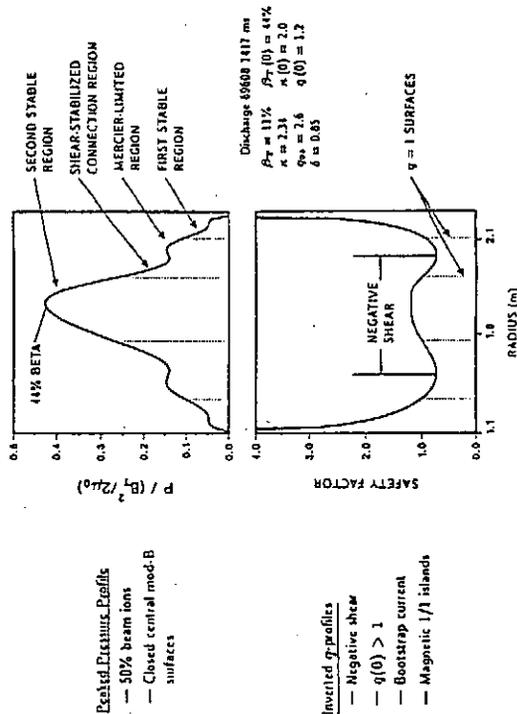 Peaked Pressure Profiles
— 50% beam ions
— Closed central mod-B
surfaces
Inverted q-profiles
— Negative shear
— q(0) > 1
— Bootstrap current
— Magnetic 1/1 islands
P / (B_T^2/2μ₀)
0.5
0.4
0.3
0.2
0.1
0.0
44% BETA
SECOND STABLE
REGION
SHEAR-STABILIZED
CONNECTION REGION
MERCIER-LIMITED
REGION
FIRST STABLE
REGION
SAFETY FACTOR
4.0
3.0
2.0
1.0
0.0
NEGATIVE
SHEAR
1.1
2.1
RADIUS (m)
Discharge 69608 1417 ms
β_T = 11% β_T (0) = 44%
κ = 2.34 κ (0) = 2.0
q₉₅ = 2.6 q (0) = 1.2
δ = 0.85
q = 1 SURFACES